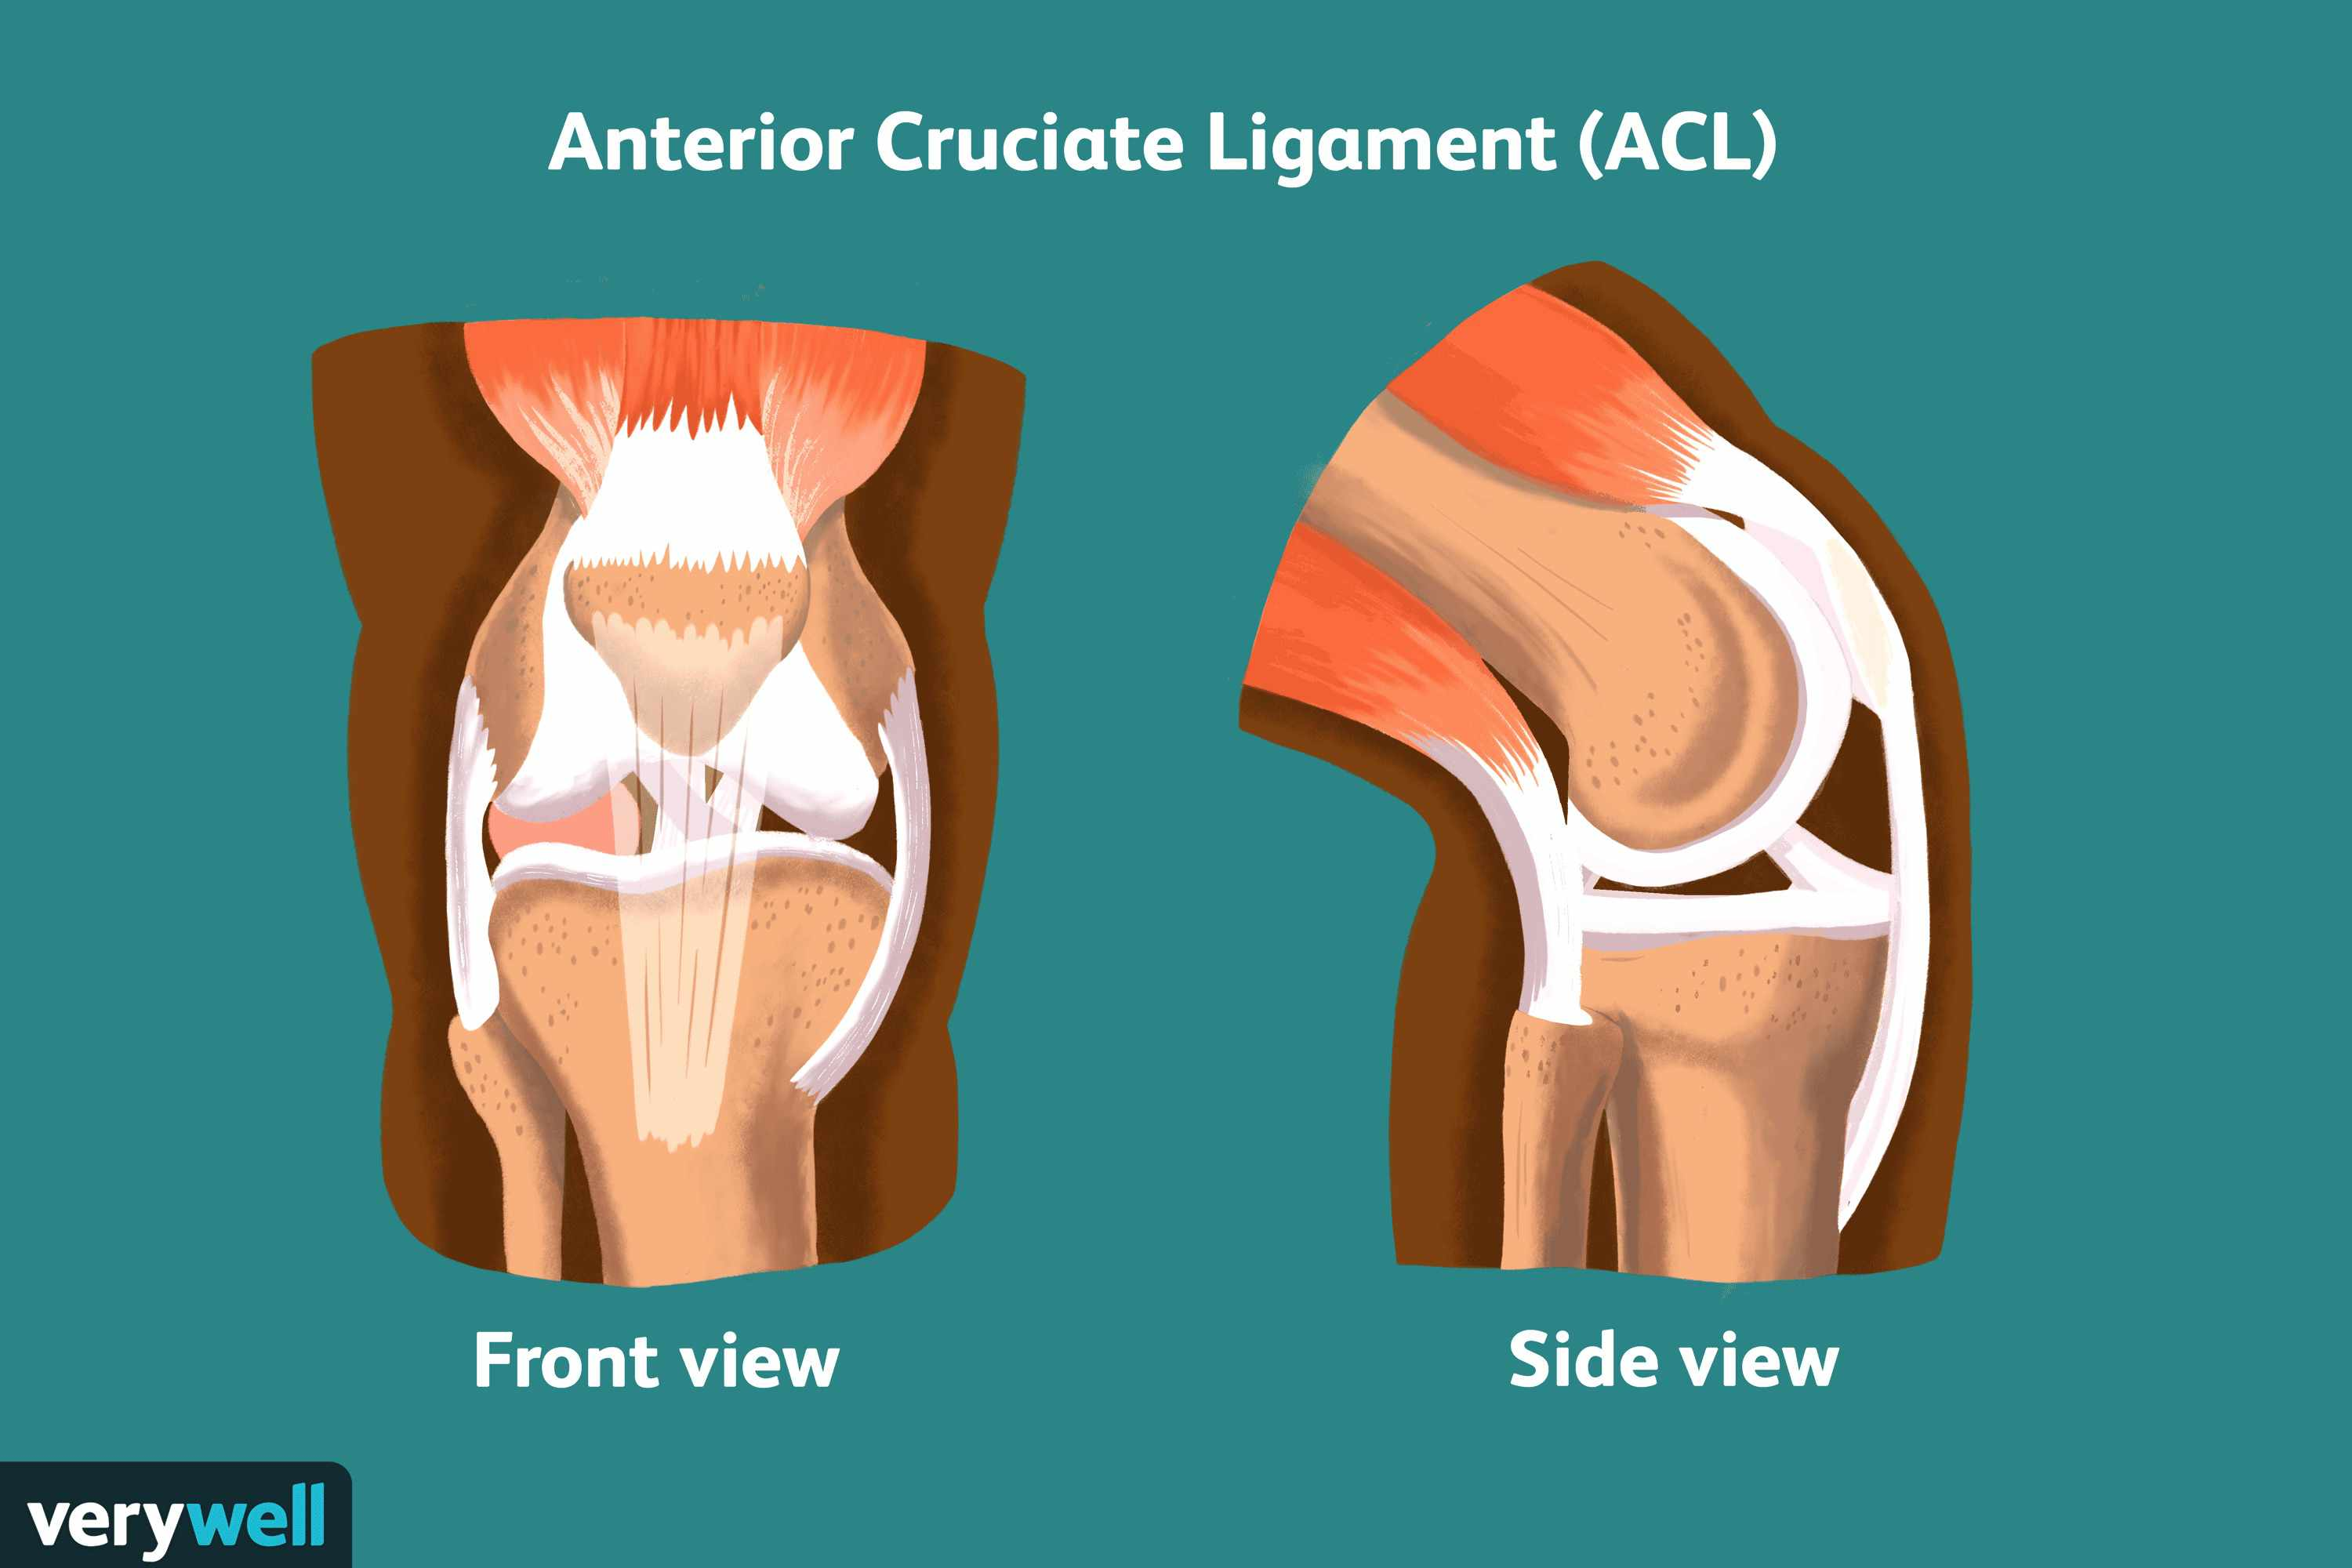 Anterior Cruciate Ligament (ACL)
Front view
Side view
verywell